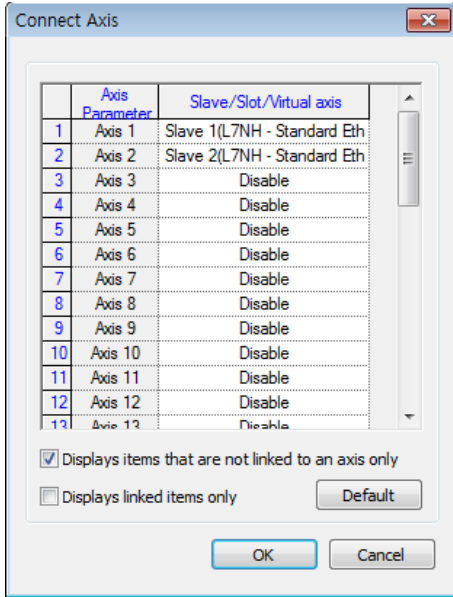 Connect Axis
Axis Parameter Slave/Slot/Virtual axis
1 Axis 1 Slave 1(L7NH - Standard Eth
2 Axis 2 Slave 2(L7NH - Standard Eth
3 Axis 3 Disable
4 Axis 4 Disable
5 Axis 5 Disable
6 Axis 6 Disable
7 Axis 7 Disable
8 Axis 8 Disable
9 Axis 9 Disable
10 Axis 10 Disable
11 Axis 11 Disable
12 Axis 12 Disable
13 Axis 13 Disable
Displays items that are not linked to an axis only
Displays linked items only Default
OK Cancel